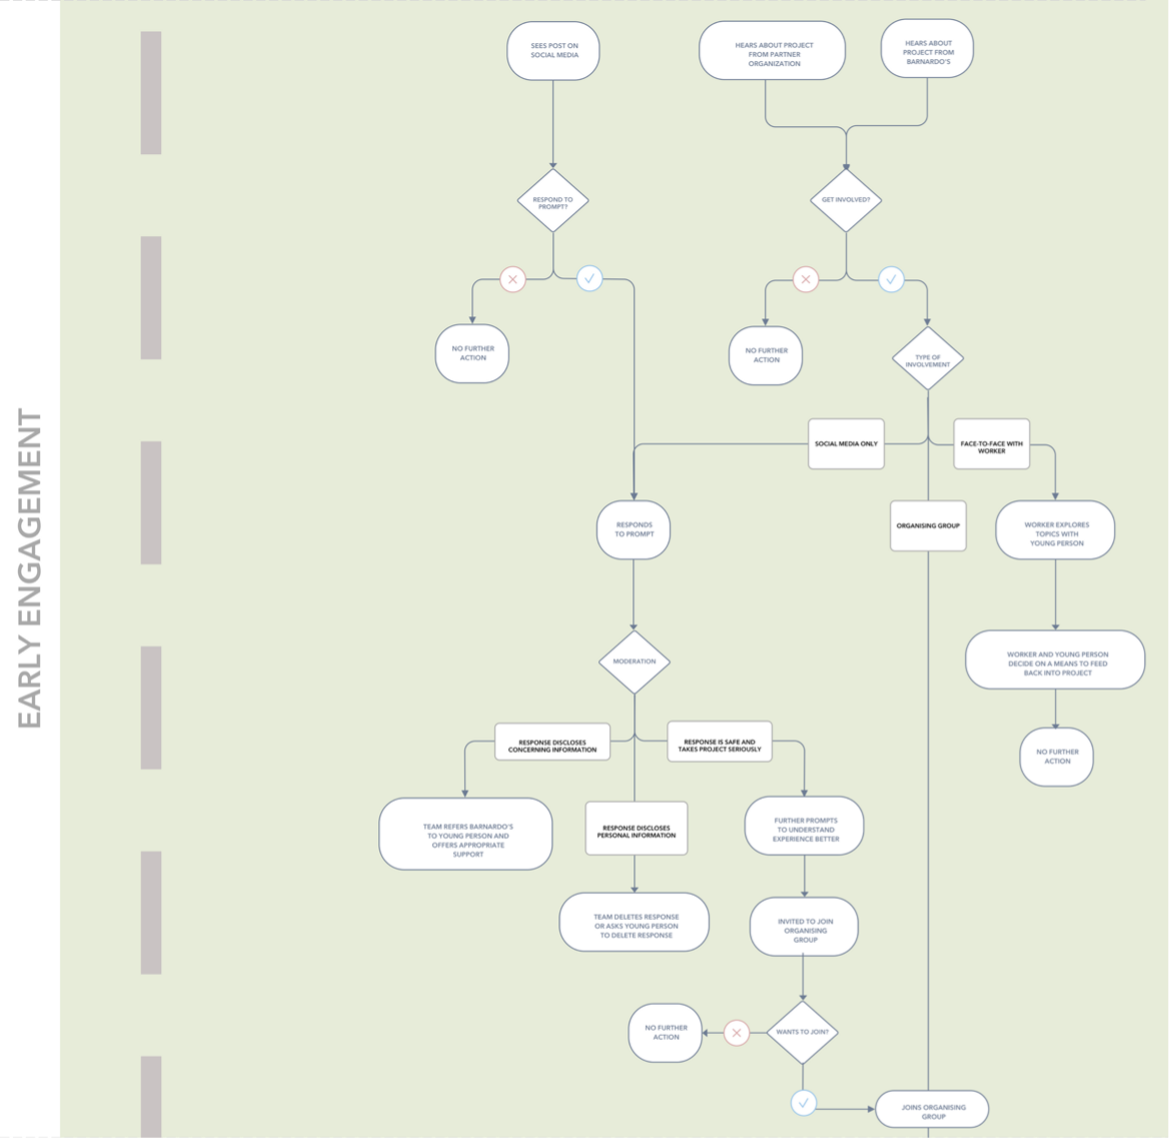 EARLY ENGAGEMENT
SEES POST ON
SOCIAL MEDIA
HEARS ABOUT PROJECT
FROM PARTNER
ORGANIZATION
HEARS ABOUT
PROJECT FROM
BARNARDO'S
RESPOND TO
PROMPT?
GET INVOLVED?
NO FURTHER
ACTION
NO FURTHER
ACTION
TYPE OF
INVOLVEMENT
SOCIAL MEDIA ONLY
FACE-TO-FACE WITH
WORKER
RESPONDS
TO PROMPT
ORGANISING GROUP
WORKER EXPLORES
TOPICS WITH
YOUNG PERSON
MODERATION
WORKER AND YOUNG PERSON
DECIDE ON A MEANS TO FEED
BACK INTO PROJECT
RESPONSE DISCLOSES
CONCERNING INFORMATION
RESPONSE IS SAFE AND
TAKES PROJECT SERIOUSLY
NO FURTHER
ACTION
TEAM REFERS BARNARDO'S
TO YOUNG PERSON AND
OFFERS APPROPRIATE
SUPPORT
RESPONSE DISCLOSES
PERSONAL INFORMATION
FURTHER PROMPTS
TO UNDERSTAND
EXPERIENCE BETTER
TEAM DELETES RESPONSE
OR ASKS YOUNG PERSON
TO DELETE RESPONSE
INVITED TO JOIN
ORGANISING
GROUP
NO FURTHER
ACTION
WANTS TO JOIN?
JOINS ORGANISING
GROUP